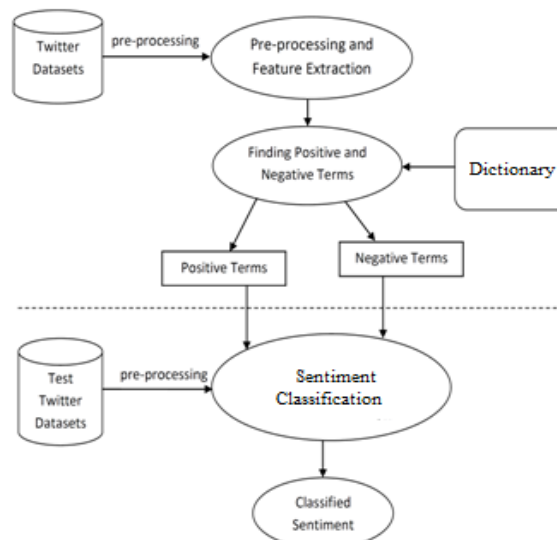 Twitter
Datasets
pre-processing
Pre-processing and
Feature Extraction
Finding Positive and
Negative Terms
Dictionary
Positive Terms
Negative Terms
Test
Twitter
Datasets
pre-processing
Sentiment
Classification
Classified
Sentiment